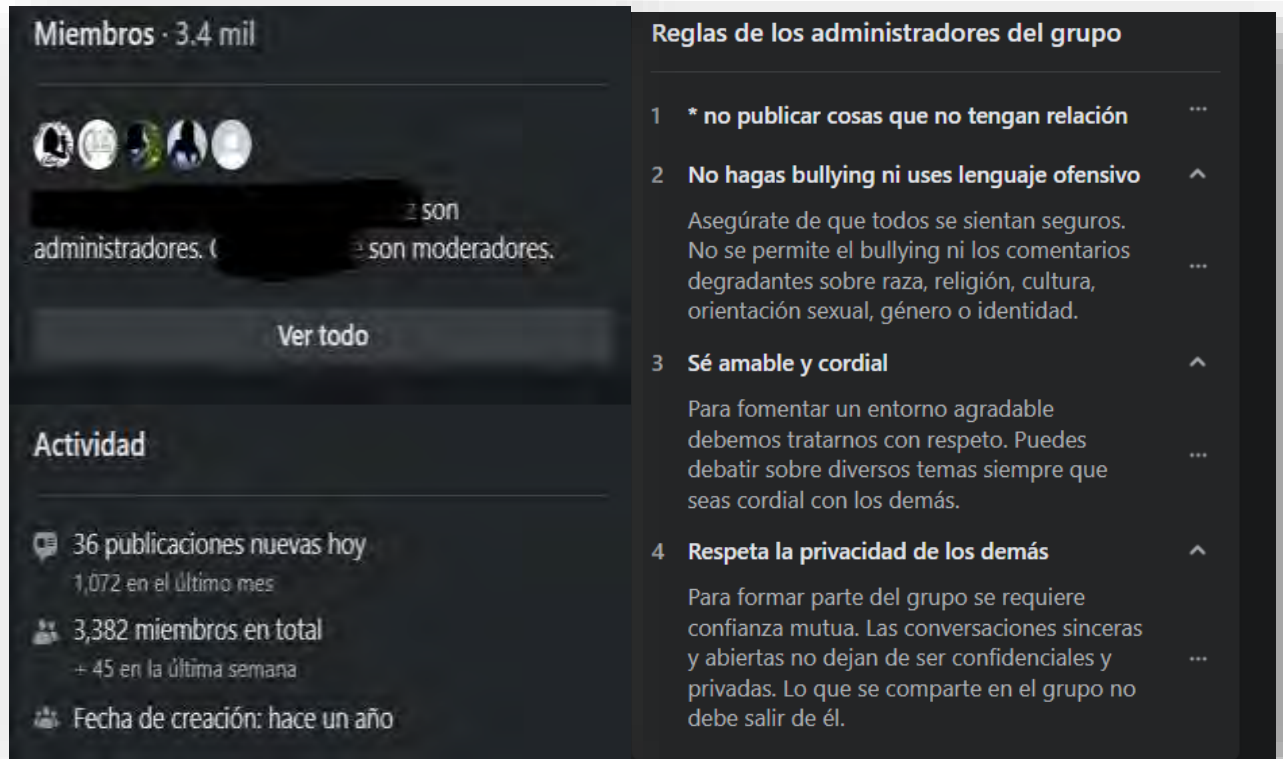 Miembros · 3.4 mil
son
administradores. son moderadores.
Ver todo
Actividad
36 publicaciones nuevas hoy
1,072 en el último mes
3,382 miembros en total
+ 45 en la última semana
Fecha de creación: hace un año
Reglas de los administradores del grupo
1 * no publicar cosas que no tengan relación
2 No hagas bullying ni uses lenguaje ofensivo
Asegúrate de que todos se sientan seguros.
No se permite el bullying ni los comentarios
degradantes sobre raza, religión, cultura,
orientación sexual, género o identidad.
3 Sé amable y cordial
Para fomentar un entorno agradable
debemos tratarnos con respeto. Puedes
debatir sobre diversos temas siempre que
seas cordial con los demás.
4 Respeta la privacidad de los demás
Para formar parte del grupo se requiere
confianza mutua. Las conversaciones sinceras
y abiertas no dejan de ser confidenciales y
privadas. Lo que se comparte en el grupo no
debe salir de él.